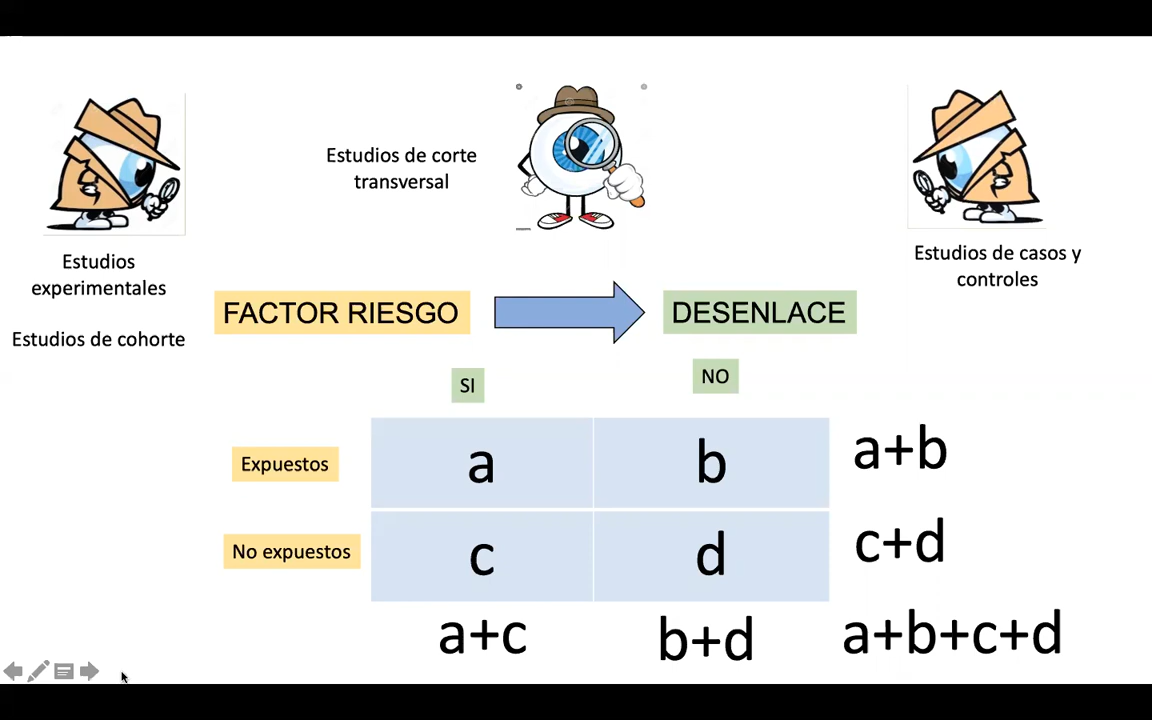 Estudios de corte
transversal
Estudios
experimentales
Estudios de cohorte
Estudios de casos y
controles
FACTOR RIESGO
DESENLACE
SI
NO
Expuestos
a
b
a+b
No expuestos
c
d
c+d
a+c
b+d
a+b+c+d